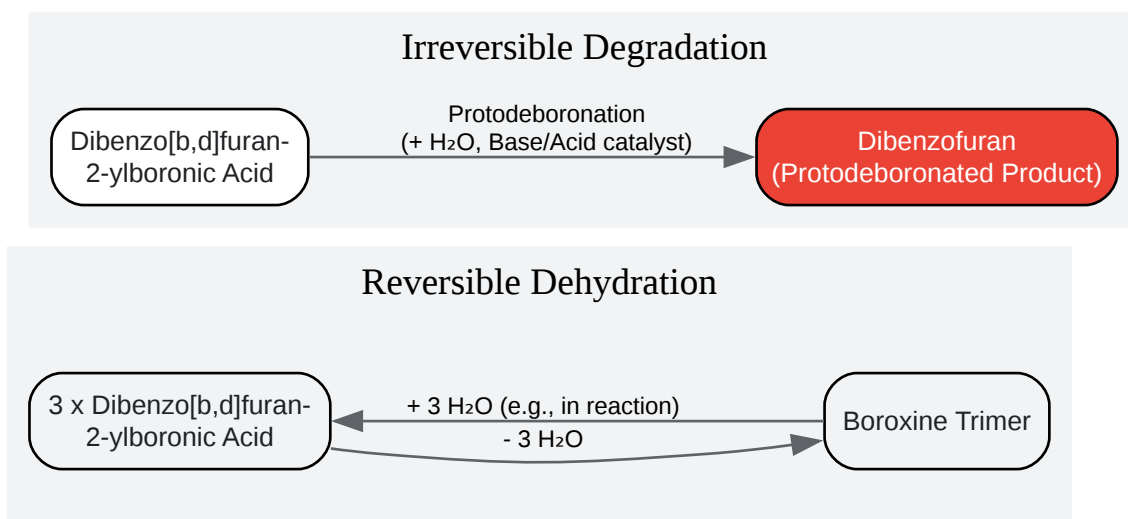 Irreversible Degradation
Protodeboronation
(+ H₂O, Base/Acid catalyst)
Dibenzo[b,d]furan-
2-ylboronic Acid
Dibenzofuran
(Protodeboronated Product)
Reversible Dehydration
3 x Dibenzo[b,d]furan-
2-ylboronic Acid
+ 3 H₂O (e.g., in reaction)
- 3 H₂O
Boroxine Trimer